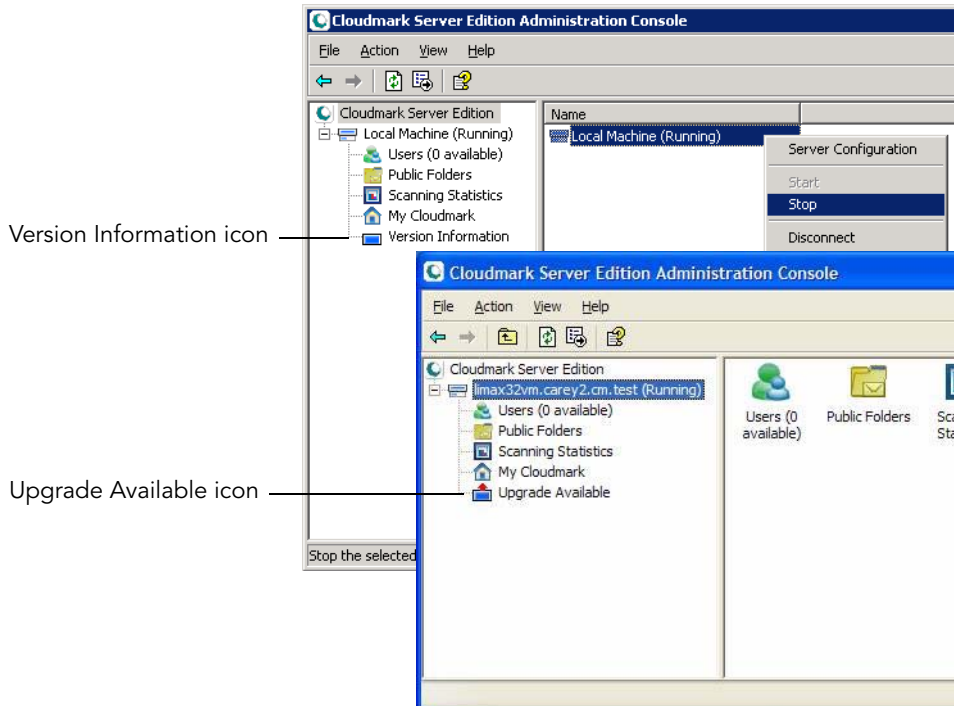 Cloudmark Server Edition Administration Console
File Action View Help
Cloudmark Server Edition
Local Machine (Running)
Users (0 available)
Public Folders
Scanning Statistics
My Cloudmark
Version Information
Name
Local Machine (Running)
Server Configuration
Start
Stop
Disconnect
Stop the selected
Version Information icon
Cloudmark Server Edition Administration Console
File Action View Help
Cloudmark Server Edition
limax32vm.carey2.cm.test (Running)
Users (0 available)
Public Folders
Scanning Statistics
My Cloudmark
Upgrade Available
Users (0
available)
Public Folders
Sca
Sta
Upgrade Available icon